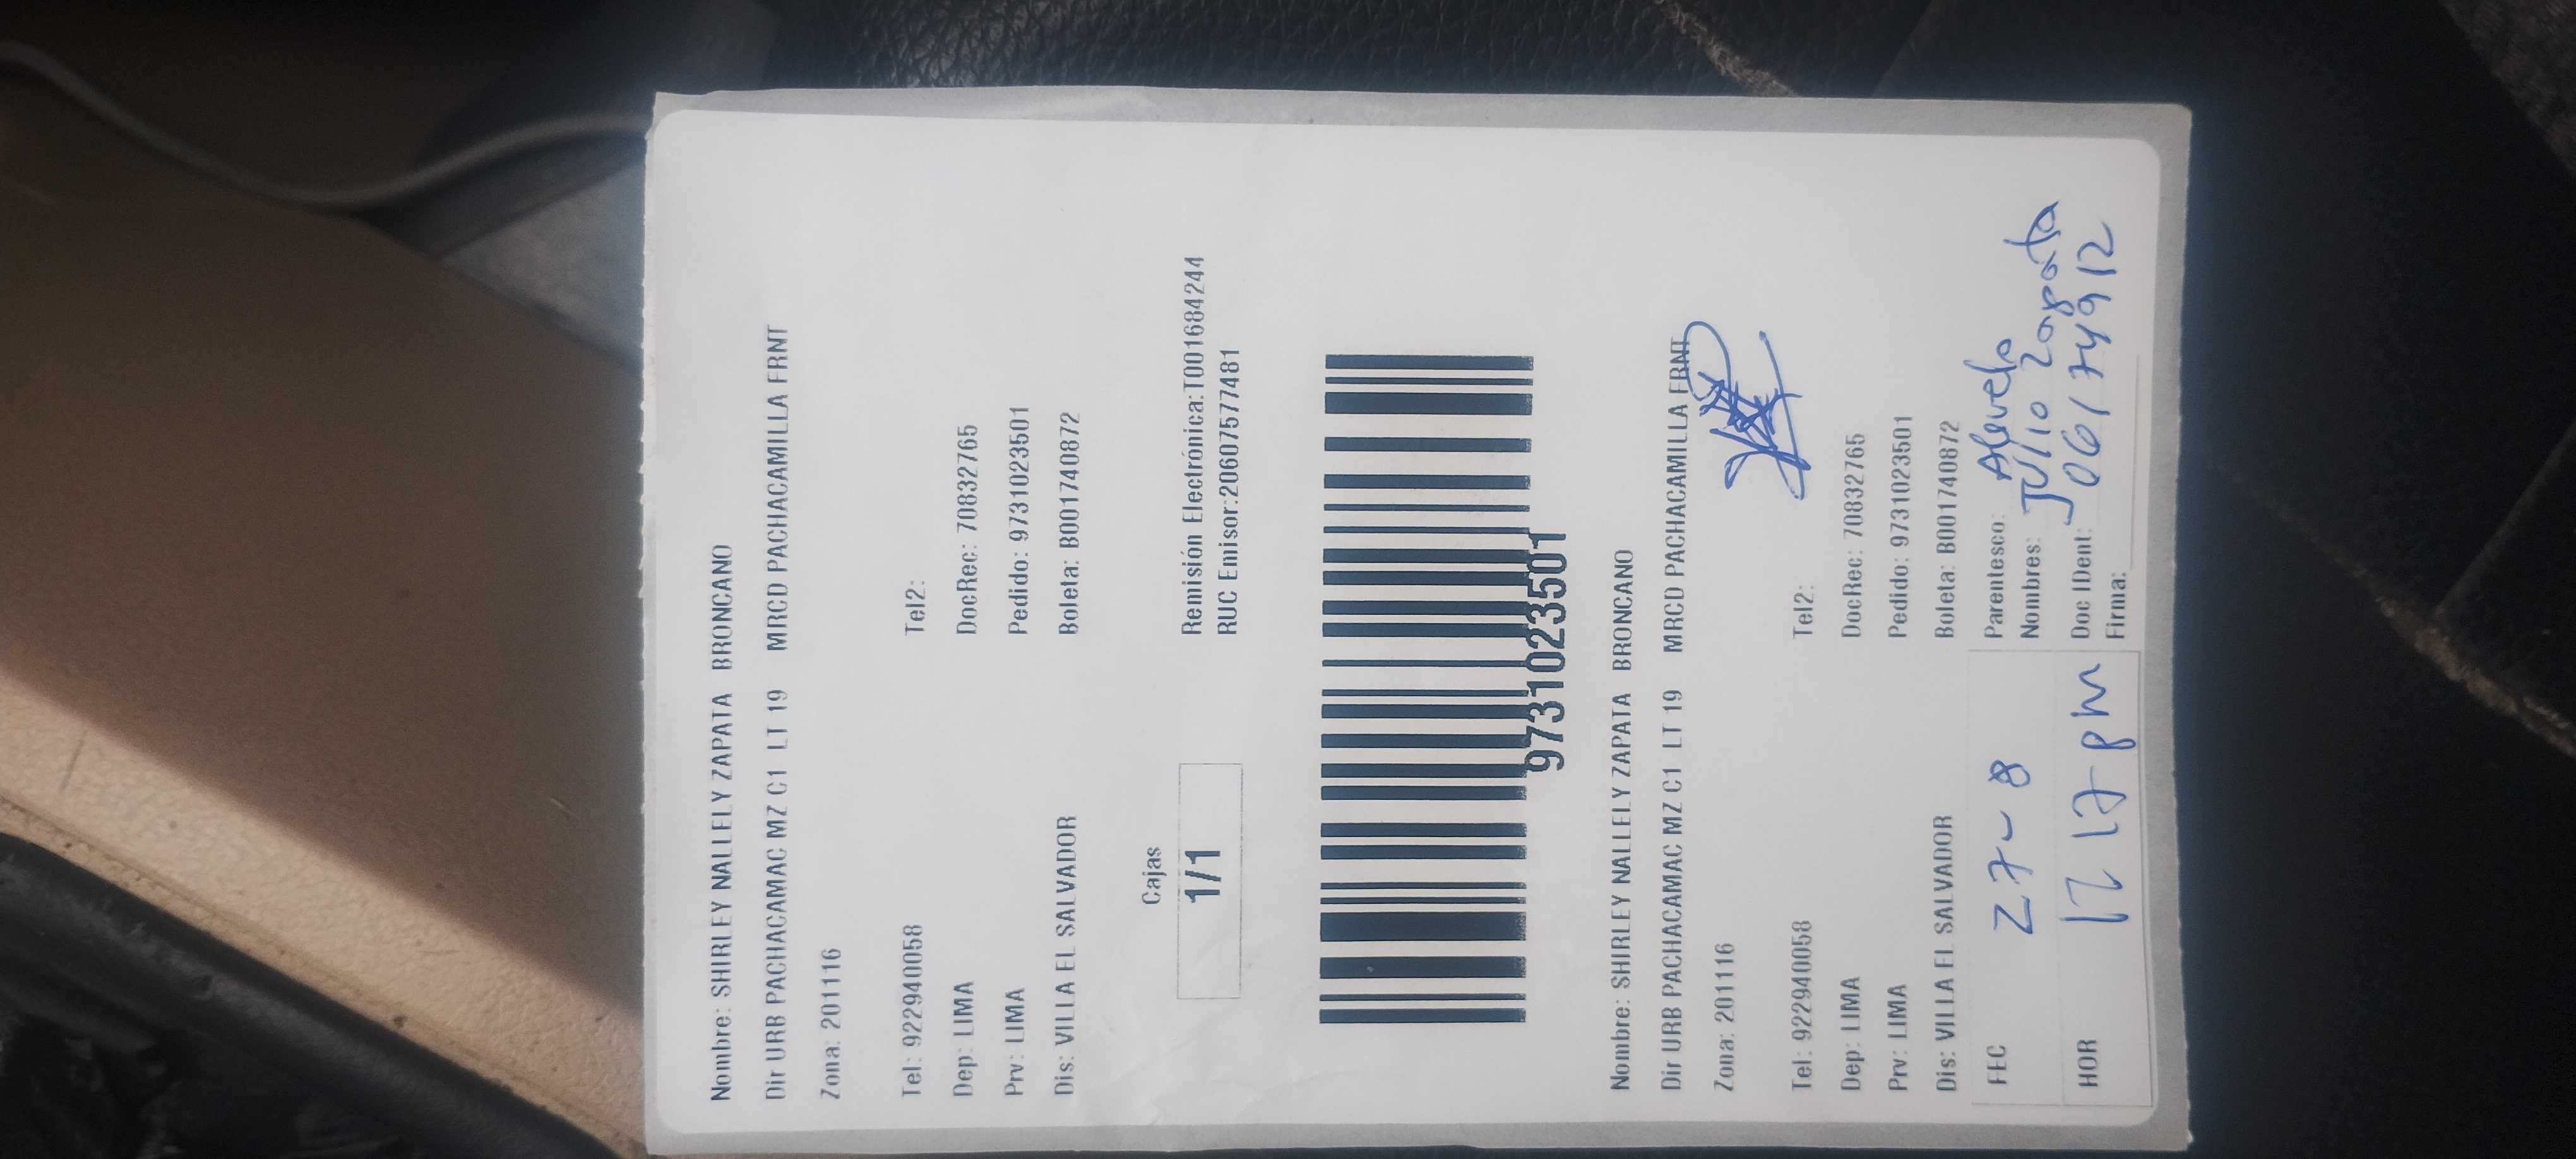 Nombre: SHIRLEY NALLELY ZAPATA BRONCANO
Dir URB PACHACAMAC MZ C1 LT 19 MRCD PACHACAMILLA FRNT
Zona: 201116
Tel: 922940058 Tel2:
Dep: LIMA DocRec: 70832765
Prv: LIMA Pedido: 9731023501
Dis: VILLA EL SALVADOR Boleta: B001740872
Cajas
1/1
Remisión Electrónica:T001684244
RUC Emisor:20607577481
9731023501
Nombre: SHIRLEY NALLELY ZAPATA BRONCANO
Dir URB PACHACAMAC MZ C1 LT 19 MRCD PACHACAMILLA FRNT
Zona: 201116
Tel: 922940058 Tel2:
Dep: LIMA DocRec: 70832765
Prv: LIMA Pedido: 9731023501
Dis: VILLA EL SALVADOR Boleta: B001740872
FEC 27-8 Parentesco: Abuelo
Nombres: Julio Zapata
HOR 12 17 pm Doc IDent: 06174912
Firma: